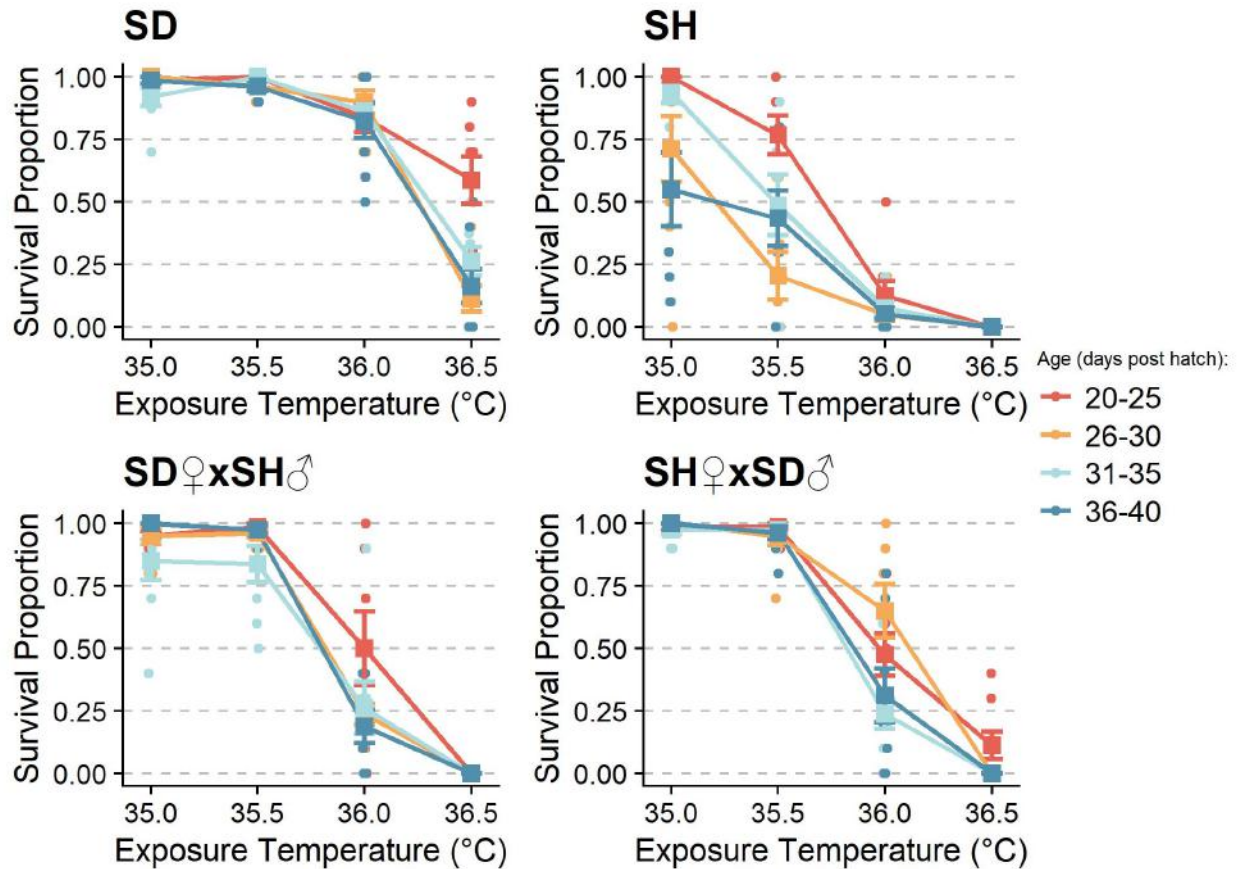 SD
1.00
0.75
0.50
0.25
0.00
Survival Proportion
35.0 35.5 36.0 36.5
Exposure Temperature (°C)
SH
1.00
0.75
0.50
0.25
0.00
Survival Proportion
35.0 35.5 36.0 36.5
Exposure Temperature (°C)
SD♀xSH♂
1.00
0.75
0.50
0.25
0.00
Survival Proportion
35.0 35.5 36.0 36.5
Exposure Temperature (°C)
SH♀xSD♂
1.00
0.75
0.50
0.25
0.00
Survival Proportion
35.0 35.5 36.0 36.5
Exposure Temperature (°C)
Age (days post hatch):
20-25
26-30
31-35
36-40